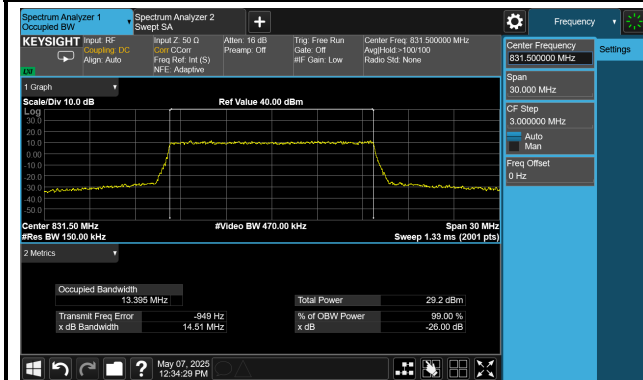 Spectrum Analyzer 1
Occupied BW
Spectrum Analyzer 2
Swept SA
+
Frequency
KEYSIGHT
Input: RF
Coupling: DC
Align: Auto
Input Z: 50 Ω
Corr CCorr
Freq Ref: Int (S)
NFE: Adaptive
Atten: 16 dB
Preamp: Off
Trig: Free Run
Gate: Off
#IF Gain: Low
Center Freq: 831.500000 MHz
Avg|Hold:>100/100
Radio Std: None
Center Frequency
831.500000 MHz
Settings
Span
30.000 MHz
CF Step
3.000000 MHz
Auto
Man
Freq Offset
0 Hz
1 Graph
Scale/Div 10.0 dB
Ref Value 40.00 dBm
Log
30.0
20.0
10.0
0.00
-10.0
-20.0
-30.0
-40.0
-50.0
Center 831.50 MHz
#Video BW 470.00 kHz
Span 30 MHz
#Res BW 150.00 kHz
Sweep 1.33 ms (2001 pts)
2 Metrics
Occupied Bandwidth
13.395 MHz
Total Power
29.2 dBm
Transmit Freq Error
-949 Hz
% of OBW Power
99.00 %
x dB Bandwidth
14.51 MHz
x dB
-26.00 dB
?
May 07, 2025
12:34:29 PM